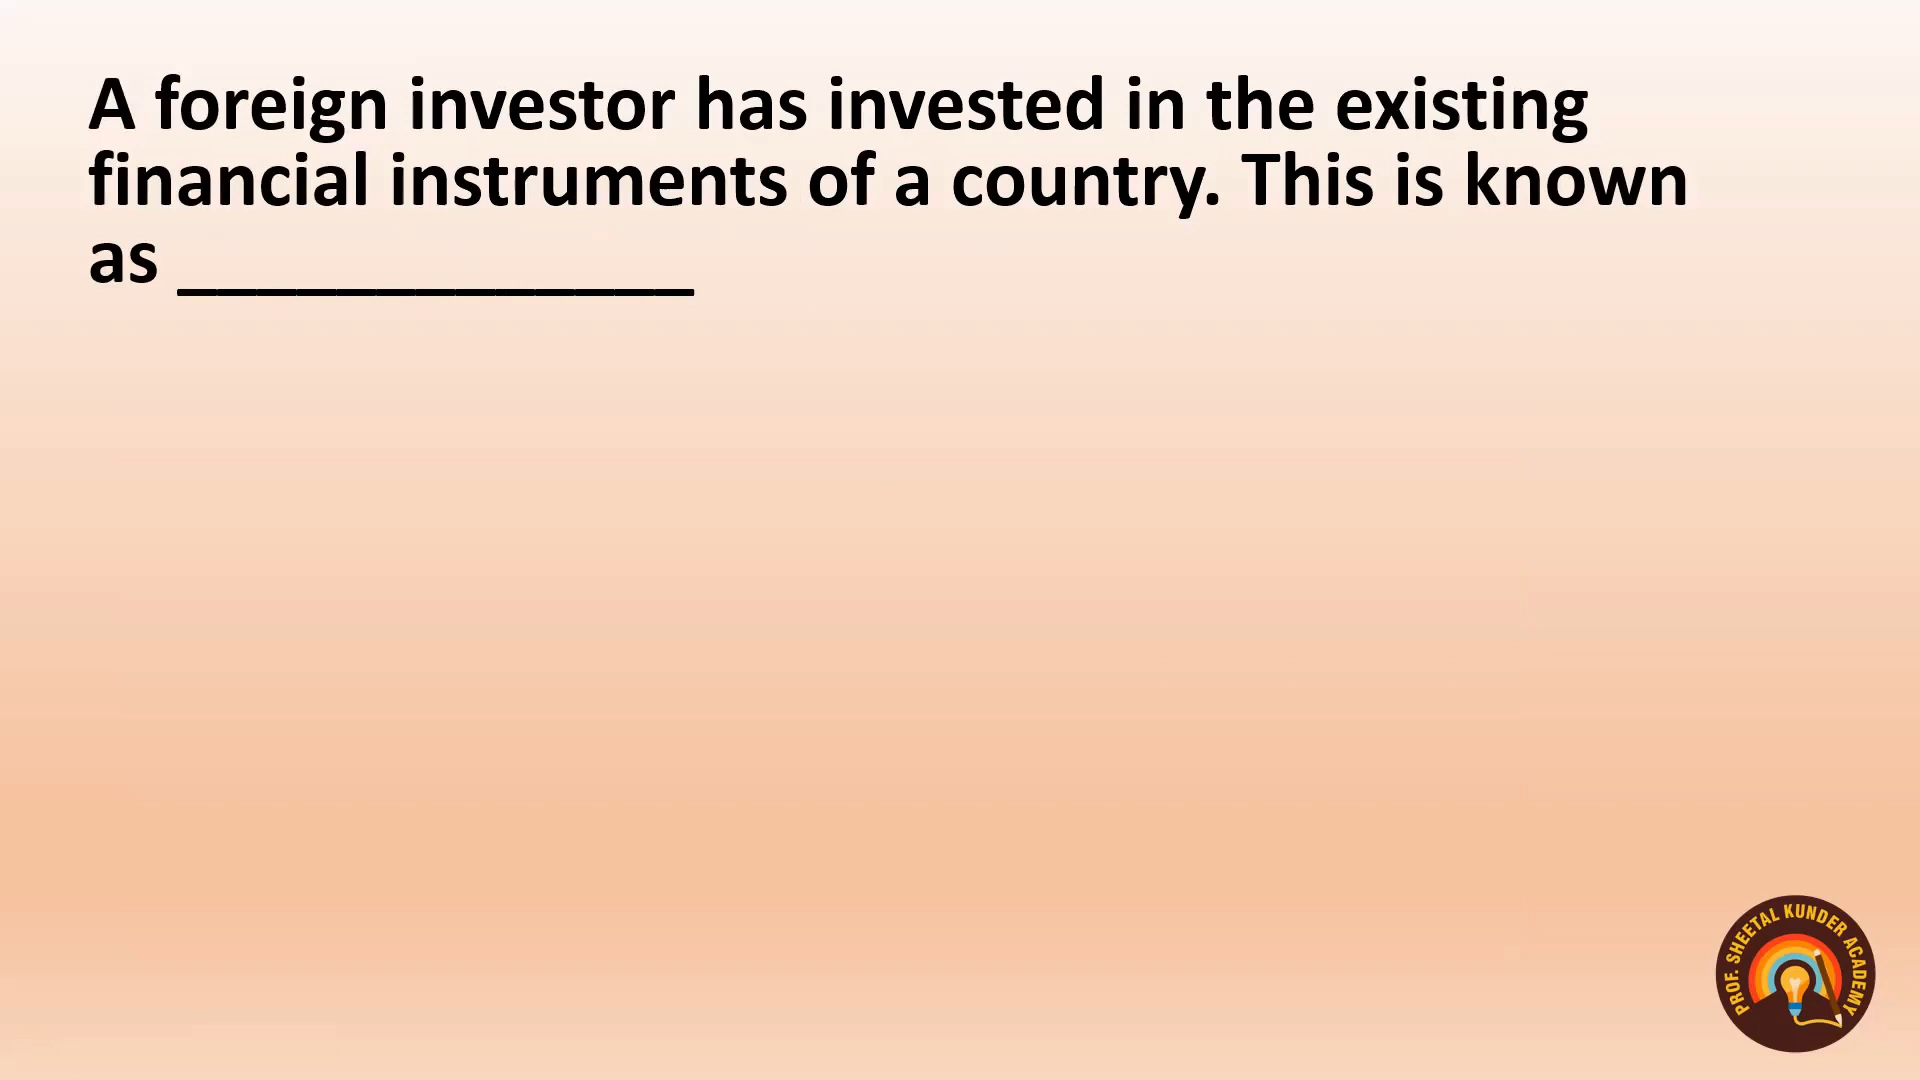 A foreign investor has invested in the existing
financial instruments of a country. This is known
as _____________
PROF. SHEETAL KUNDER ACADEMY